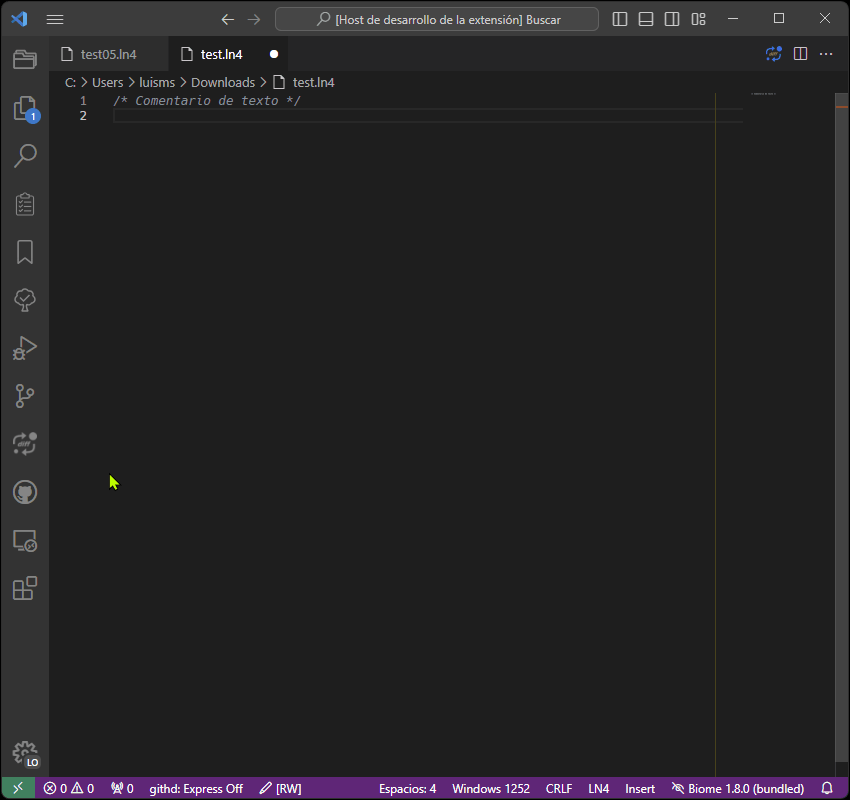 [Host de desarrollo de la extensión] Buscar
test05.ln4
test.ln4
C: > Users > luisms > Downloads > test.ln4
1 /* Comentario de texto */
2
1
diff
LO
0 0 0 githd: Express Off [RW] Espacios: 4 Windows 1252 CRLF LN4 Insert Biome 1.8.0 (bundled)